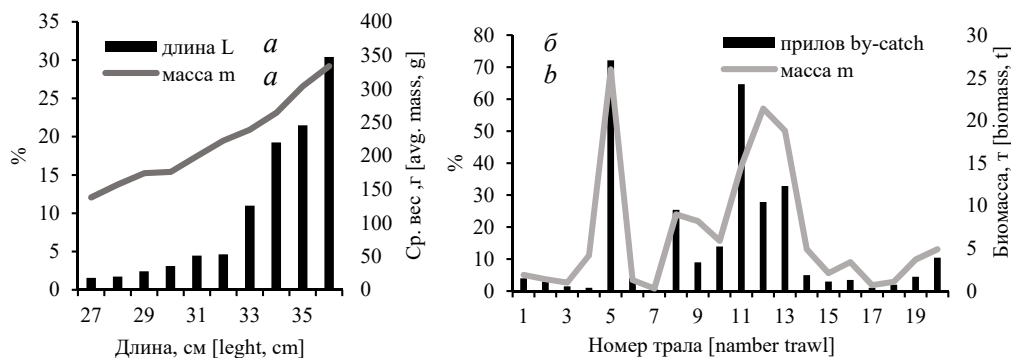 35
30
25
20
15
10
5
0
%
длина L
масса m
а
a
400
350
300
250
200
150
100
50
0
Ср. вес ,г [avg. mass, g]
27 29 31 33 35
Длина, см [leght, cm]
80
70
60
50
40
30
20
10
0
%
б
b
прилов by-catch
масса m
30
25
20
15
10
5
0
Биомасса, т [biomass, t]
1 3 5 7 9 11 13 15 17 19
Номер трала [namber trawl]